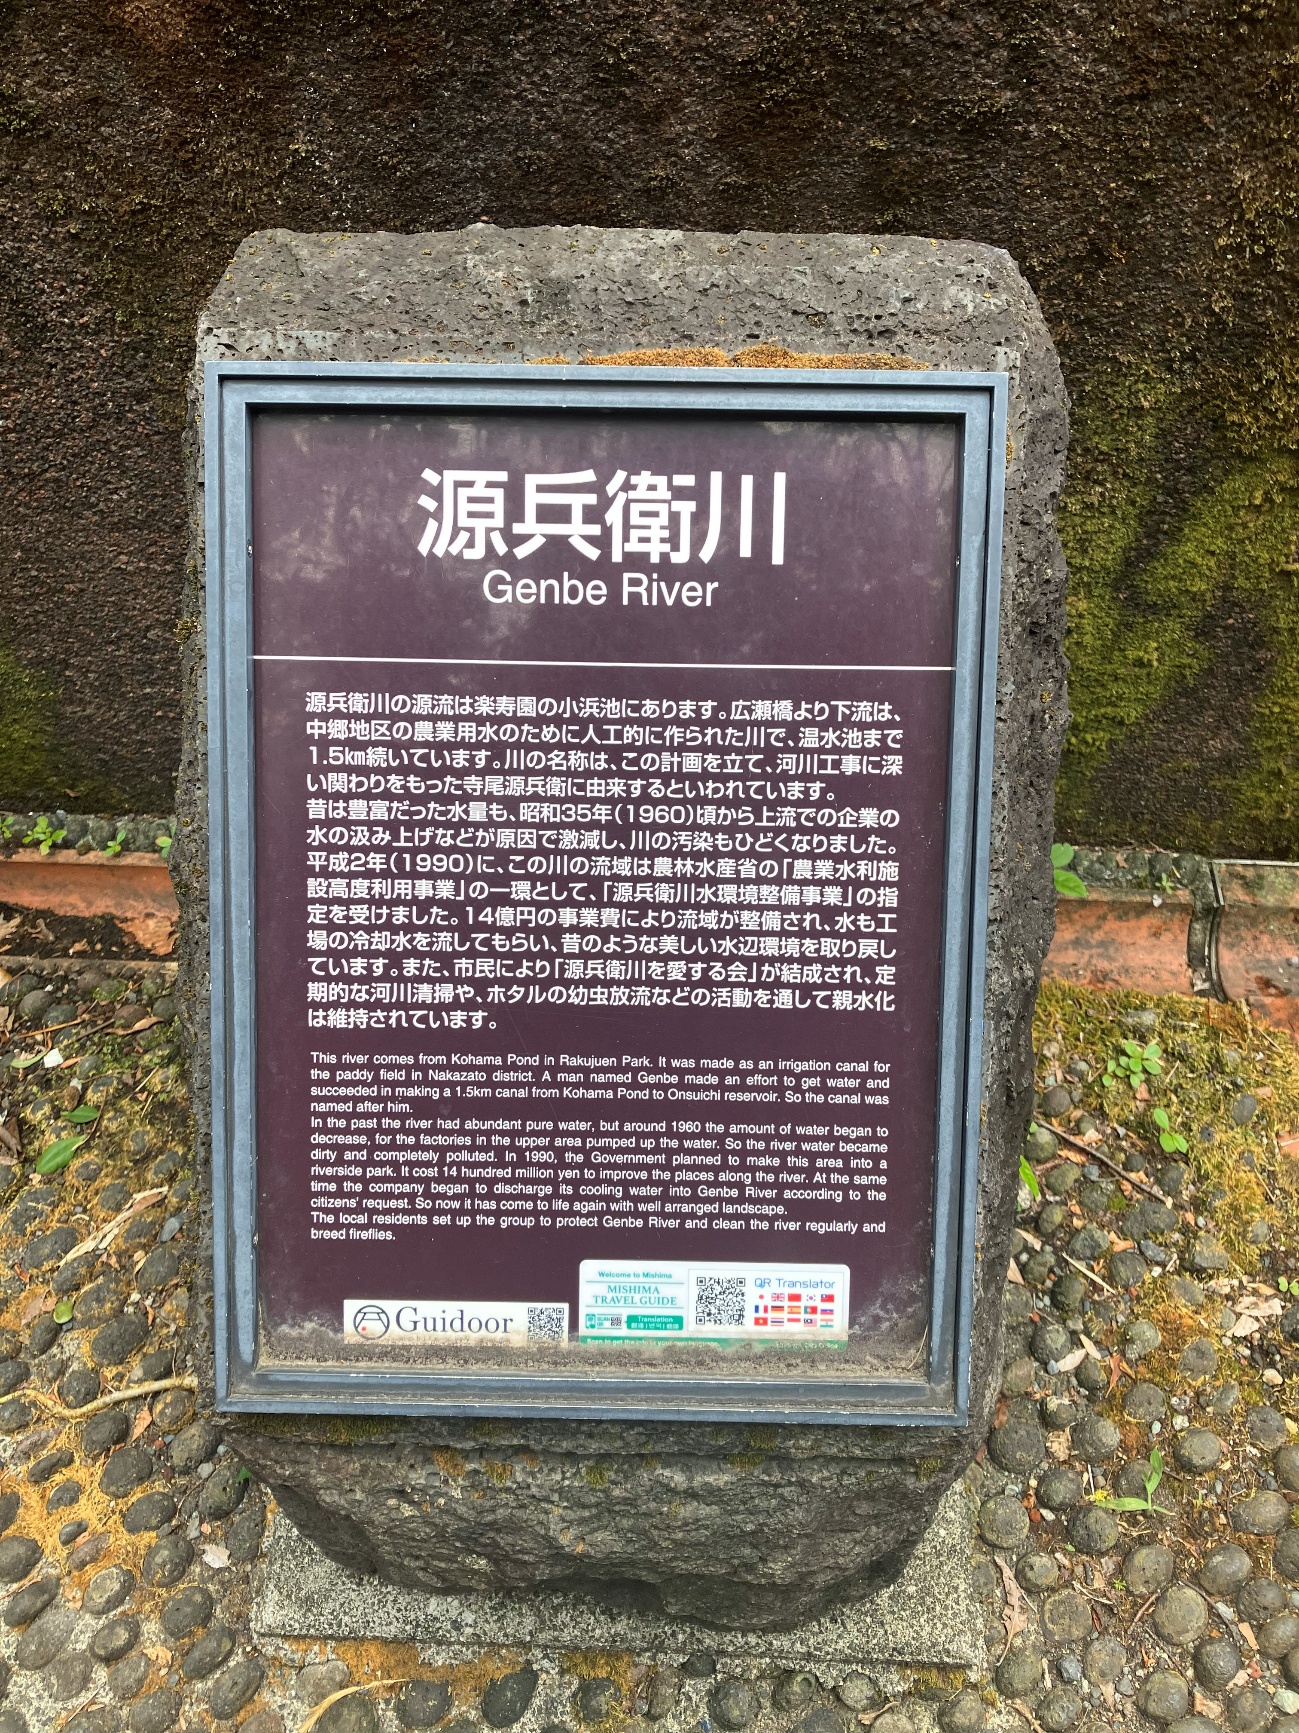 源兵衛川
Genbe River
源兵衛川の源流は楽寿園の小浜池にあります。広瀬橋より下流は、
中郷地区の農業用水のために人工的に作られた川で、温水池まで
1.5㎞続いています。川の名称は、この計画を立て、河川工事に深
い関わりをもった寺尾源兵衛に由来するといわれています。
昔は豊富だった水量も、昭和35年(1960)頃から上流での企業の
水の汲み上げなどが原因で激減し、川の汚染もひどくなりました。
平成2年(1990)に、この川の流域は農林水産省の「農業水利施
設高度利用事業」の一環として、「源兵衛川水環境整備事業」の指
定を受けました。14億円の事業費により流域が整備され、水も工
場の冷却水を流してもらい、昔のような美しい水辺環境を取り戻し
ています。また、市民により「源兵衛川を愛する会」が結成され、定
期的な河川清掃や、ホタルの幼虫放流などの活動を通して親水化
は維持されています。
This river comes from Kohama Pond in Rakujuen Park. It was made as an irrigation canal for
the paddy field in Nakazato district. A man named Genbe made an effort to get water and
succeeded in making a 1.5km canal from Kohama Pond to Onsuichi reservoir. So the canal was
named after him.
In the past the river had abundant pure water, but around 1960 the amount of water began to
decrease, for the factories in the upper area pumped up the water. So the river water became
dirty and completely polluted. In 1990, the Government planned to make this area into a
riverside park. It cost 14 hundred million yen to improve the places along the river. At the same
time the company began to discharge its cooling water into Genbe River according to the
citizens' request. So now it has come to life again with well arranged landscape.
The local residents set up the group to protect Genbe River and clean the river regularly and
breed fireflies.
Guidoor
Welcome to Mishima
MISHIMA
TRAVEL GUIDE
Translation
QR Translator